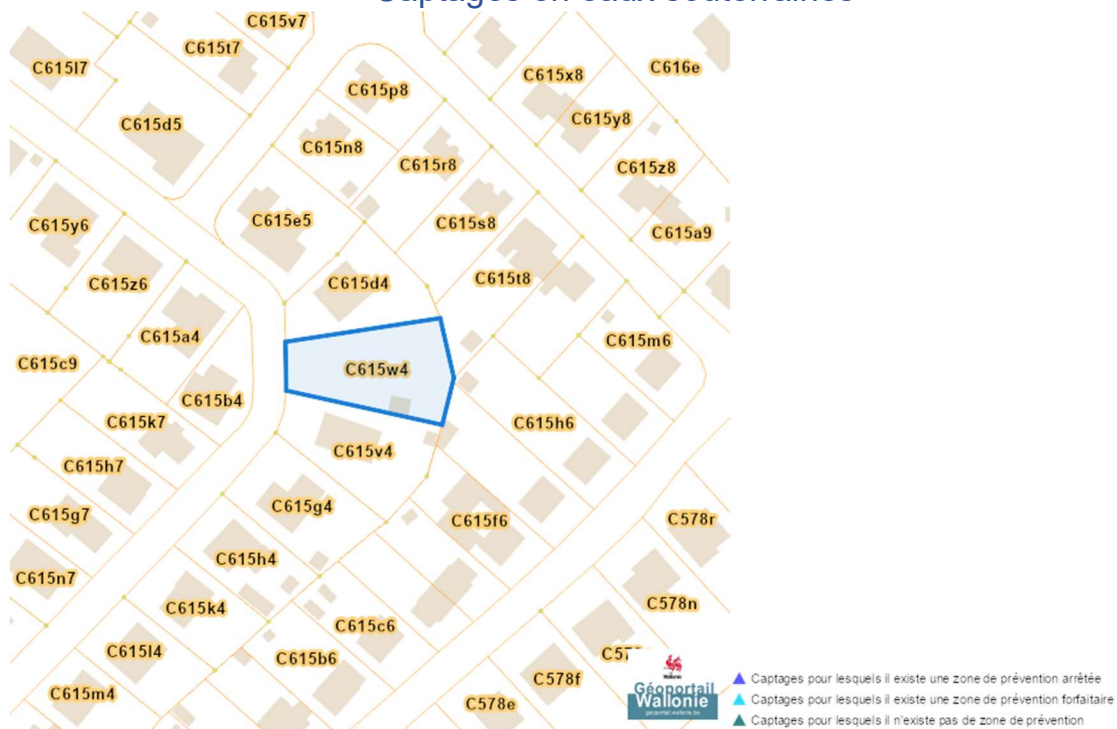 Captages en eaux souterraines
C615v7
C615t7
C615l7
C615x8
C616e
C615p8
C615d5
C615y8
C615n8
C615r8
C615z8
C615y6
C615e5
C615s8
C615a9
C615z6
C615d4
C615t8
C615a4
C615m6
C615c9
C615w4
C615b4
C615k7
C615h6
C615v4
C615h7
C615g7
C615g4
C615f6
C578r
C615h4
C615n7
C615k4
C578n
C615c6
C615l4
C615b6
C578f
C615m4
C578e
Wallonie
Géoportail
Wallonie
geoportail.wallonie.be
Captages pour lesquels il existe une zone de prévention arrêtée
Captages pour lesquels il existe une zone de prévention forfaitaire
Captages pour lesquels il n'existe pas de zone de prévention